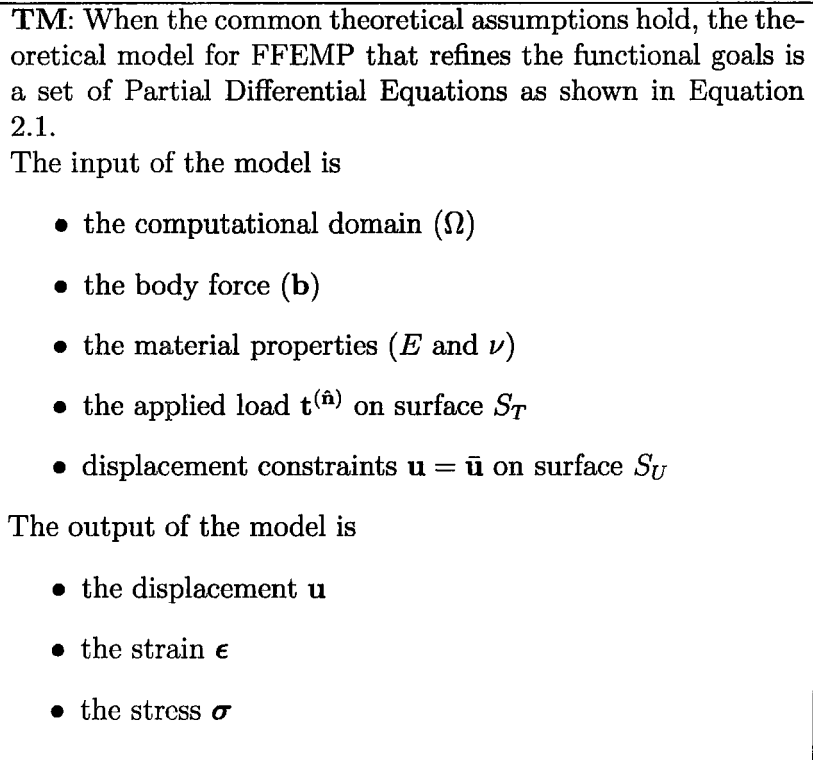 TM: When the common theoretical assumptions hold, the the-
oretical model for FFEMP that refines the functional goals is
a set of Partial Differential Equations as shown in Equation
2.1.
The input of the model is
• the computational domain (Ω)
• the body force (b)
• the material properties (E and ν)
• the applied load t^(n̂) on surface S_T
• displacement constraints u = ū on surface S_U
The output of the model is
• the displacement u
• the strain ϵ
• the stress σ